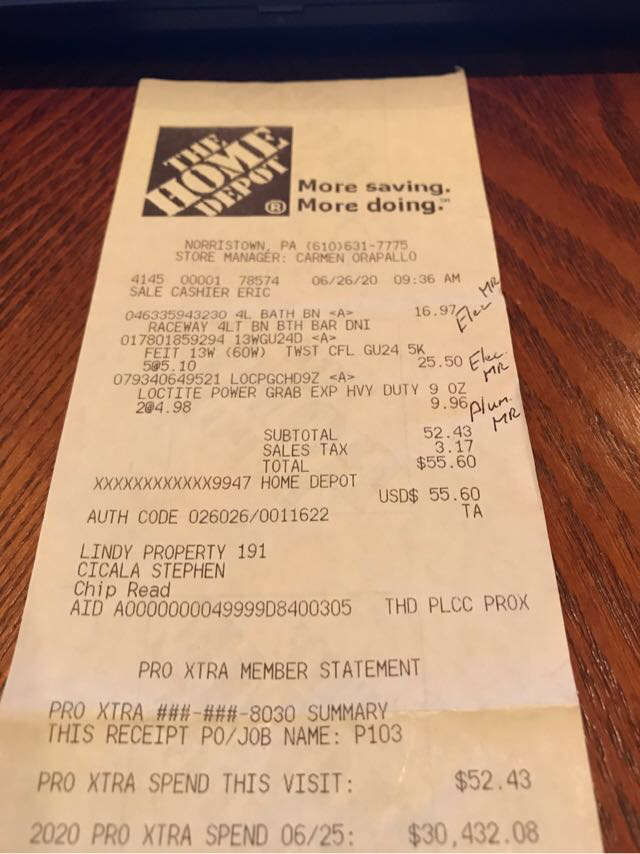 THE
HOME
DEPOT
®
More saving.
More doing.℠
NORRISTOWN, PA (610)631-7775
STORE MANAGER: CARMEN ORAPALLO
4145 00001 78574 06/26/20 09:36 AM
SALE CASHIER ERIC
046335943230 4L BATH BN <A> 16.97 Elec MR
RACEWAY 4LT BN BTH BAR DNI
017801859294 13WGU24D <A>
FEIT 13W (60W) TWST CFL GU24 5K
5@5.10 25.50 Elec. MR
079340649521 LOCPGCHD9Z <A>
LOCTITE POWER GRAB EXP HVY DUTY 9 OZ
2@4.98 9.96 Plum. MR
SUBTOTAL 52.43
SALES TAX 3.17
TOTAL $55.60
XXXXXXXXXXXX9947 HOME DEPOT
USD$ 55.60
AUTH CODE 026026/0011622 TA
LINDY PROPERTY 191
CICALA STEPHEN
Chip Read
AID A0000000049999D8400305 THD PLCC PROX
PRO XTRA MEMBER STATEMENT
PRO XTRA ###-###-8030 SUMMARY
THIS RECEIPT PO/JOB NAME: P103
PRO XTRA SPEND THIS VISIT: $52.43
2020 PRO XTRA SPEND 06/25: $30,432.08